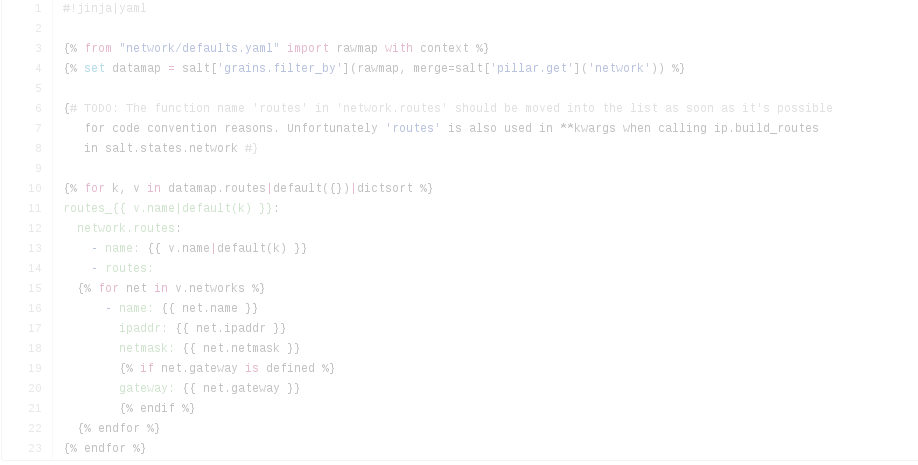 1 #!jinja|yaml
2
3 {% from "network/defaults.yaml" import rawmap with context %}
4 {% set datamap = salt['grains.filter_by'](rawmap, merge=salt['pillar.get']('network')) %}
5
6 {# TODO: The function name 'routes' in 'network.routes' should be moved into the list as soon as it's possible
7    for code convention reasons. Unfortunately 'routes' is also used in **kwargs when calling ip.build_routes
8    in salt.states.network #}
9
10 {% for k, v in datamap.routes|default({})|dictsort %}
11 routes_{{ v.name|default(k) }}:
12   network.routes:
13     - name: {{ v.name|default(k) }}
14     - routes:
15   {% for net in v.networks %}
16       - name: {{ net.name }}
17         ipaddr: {{ net.ipaddr }}
18         netmask: {{ net.netmask }}
19         {% if net.gateway is defined %}
20         gateway: {{ net.gateway }}
21         {% endif %}
22   {% endfor %}
23 {% endfor %}